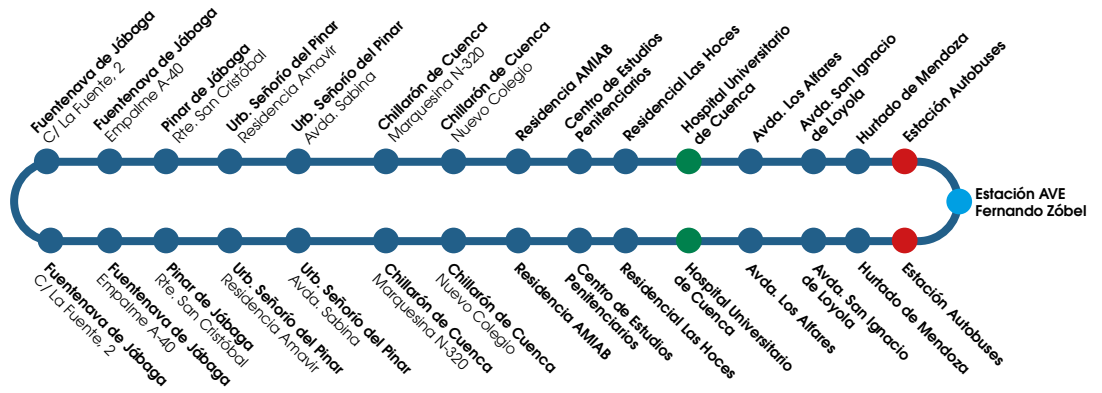 Fuentenava de Jábaga
C/ La Fuente, 2
Fuentenava de Jábaga
Empalme A-40
Pinar de Jábaga
Rte. San Cristóbal
Urb. Señorío del Pinar
Residencia Amavir
Urb. Señorío del Pinar
Avda. Sabina
Chillarón de Cuenca
Marquesina N-320
Chillarón de Cuenca
Nuevo Colegio
Residencia AMIAB
Centro de Estudios
Penitenciarios
Residencial Las Hoces
Hospital Universitario
de Cuenca
Avda. Los Alfares
Avda. San Ignacio
de Loyola
Hurtado de Mendoza
Estación Autobuses
Estación AVE
Fernando Zóbel
Fuentenava de Jábaga
C/ La Fuente, 2
Fuentenava de Jábaga
Empalme A-40
Pinar de Jábaga
Rte. San Cristóbal
Urb. Señorío del Pinar
Residencia Amavir
Urb. Señorío del Pinar
Avda. Sabina
Chillarón de Cuenca
Marquesina N-320
Chillarón de Cuenca
Nuevo Colegio
Residencia AMIAB
Centro de Estudios
Penitenciarios
Residencial Las Hoces
Hospital Universitario
de Cuenca
Avda. Los Alfares
Avda. San Ignacio
de Loyola
Hurtado de Mendoza
Estación Autobuses